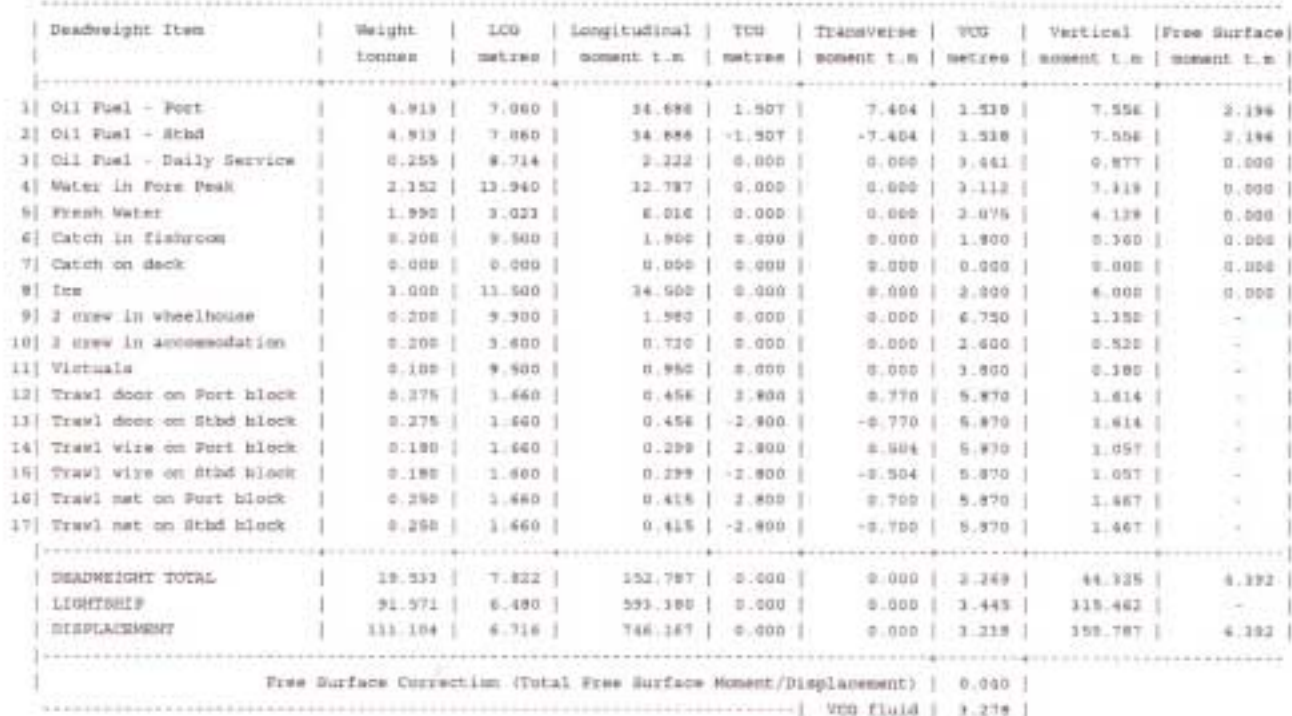 Deadweight Item | Weight | LCG | Longitudinal | TCG | Transverse | VCG | Vertical | Free Surface
tonnes | metres | moment t.m | metres | moment t.m | metres | moment t.m | moment t.m
1| Oil Fuel - Port | 4.913 | 7.060 | 34.686 | 1.507 | 7.404 | 1.538 | 7.556 | 2.196
2| Oil Fuel - Stbd | 4.913 | 7.060 | 34.686 | -1.507 | -7.404 | 1.538 | 7.556 | 2.196
3| Oil Fuel - Daily Service | 0.255 | 8.714 | 2.222 | 0.000 | 0.000 | 3.441 | 0.877 | 0.000
4| Water in Fore Peak | 2.352 | 13.940 | 32.787 | 0.000 | 0.000 | 3.112 | 7.319 | 0.000
5| Fresh Water | 1.990 | 3.023 | 6.016 | 0.000 | 0.000 | 2.075 | 4.129 | 0.000
6| Catch in fishroom | 0.200 | 9.500 | 1.900 | 0.000 | 0.000 | 1.800 | 0.360 | 0.000
7| Catch on deck | 0.000 | 0.000 | 0.000 | 0.000 | 0.000 | 0.000 | 0.000 | 0.000
8| Ice | 3.000 | 11.500 | 34.500 | 0.000 | 0.000 | 2.000 | 6.000 | 0.000
9| 2 crew in wheelhouse | 0.200 | 9.900 | 1.980 | 0.000 | 0.000 | 6.750 | 1.350 | -
10| 2 crew in accommodation | 0.200 | 3.600 | 0.720 | 0.000 | 0.000 | 2.600 | 0.520 | -
11| Victuals | 0.100 | 9.500 | 0.950 | 0.000 | 0.000 | 3.800 | 0.380 | -
12| Trawl door on Port block | 0.275 | 1.660 | 0.456 | 2.800 | 0.770 | 5.870 | 1.614 | -
13| Trawl door on Stbd block | 0.275 | 1.660 | 0.456 | -2.800 | -0.770 | 5.870 | 1.614 | -
14| Trawl wire on Port block | 0.180 | 1.660 | 0.299 | 2.800 | 0.504 | 5.870 | 1.057 | -
15| Trawl wire on Stbd block | 0.180 | 1.660 | 0.299 | -2.800 | -0.504 | 5.870 | 1.057 | -
16| Trawl net on Port block | 0.250 | 1.660 | 0.415 | 2.800 | 0.700 | 5.870 | 1.467 | -
17| Trawl net on Stbd block | 0.250 | 1.660 | 0.415 | -2.800 | -0.700 | 5.870 | 1.467 | -
DEADWEIGHT TOTAL | 19.533 | 7.822 | 152.787 | 0.000 | 0.000 | 2.269 | 44.325 | 4.392
LIGHTSHIP | 91.571 | 6.480 | 593.380 | 0.000 | 0.000 | 3.445 | 315.462 | -
DISPLACEMENT | 111.104 | 6.716 | 746.167 | 0.000 | 0.000 | 3.238 | 359.787 | 4.392
Free Surface Correction (Total Free Surface Moment/Displacement) | 0.040
VCG fluid | 3.278